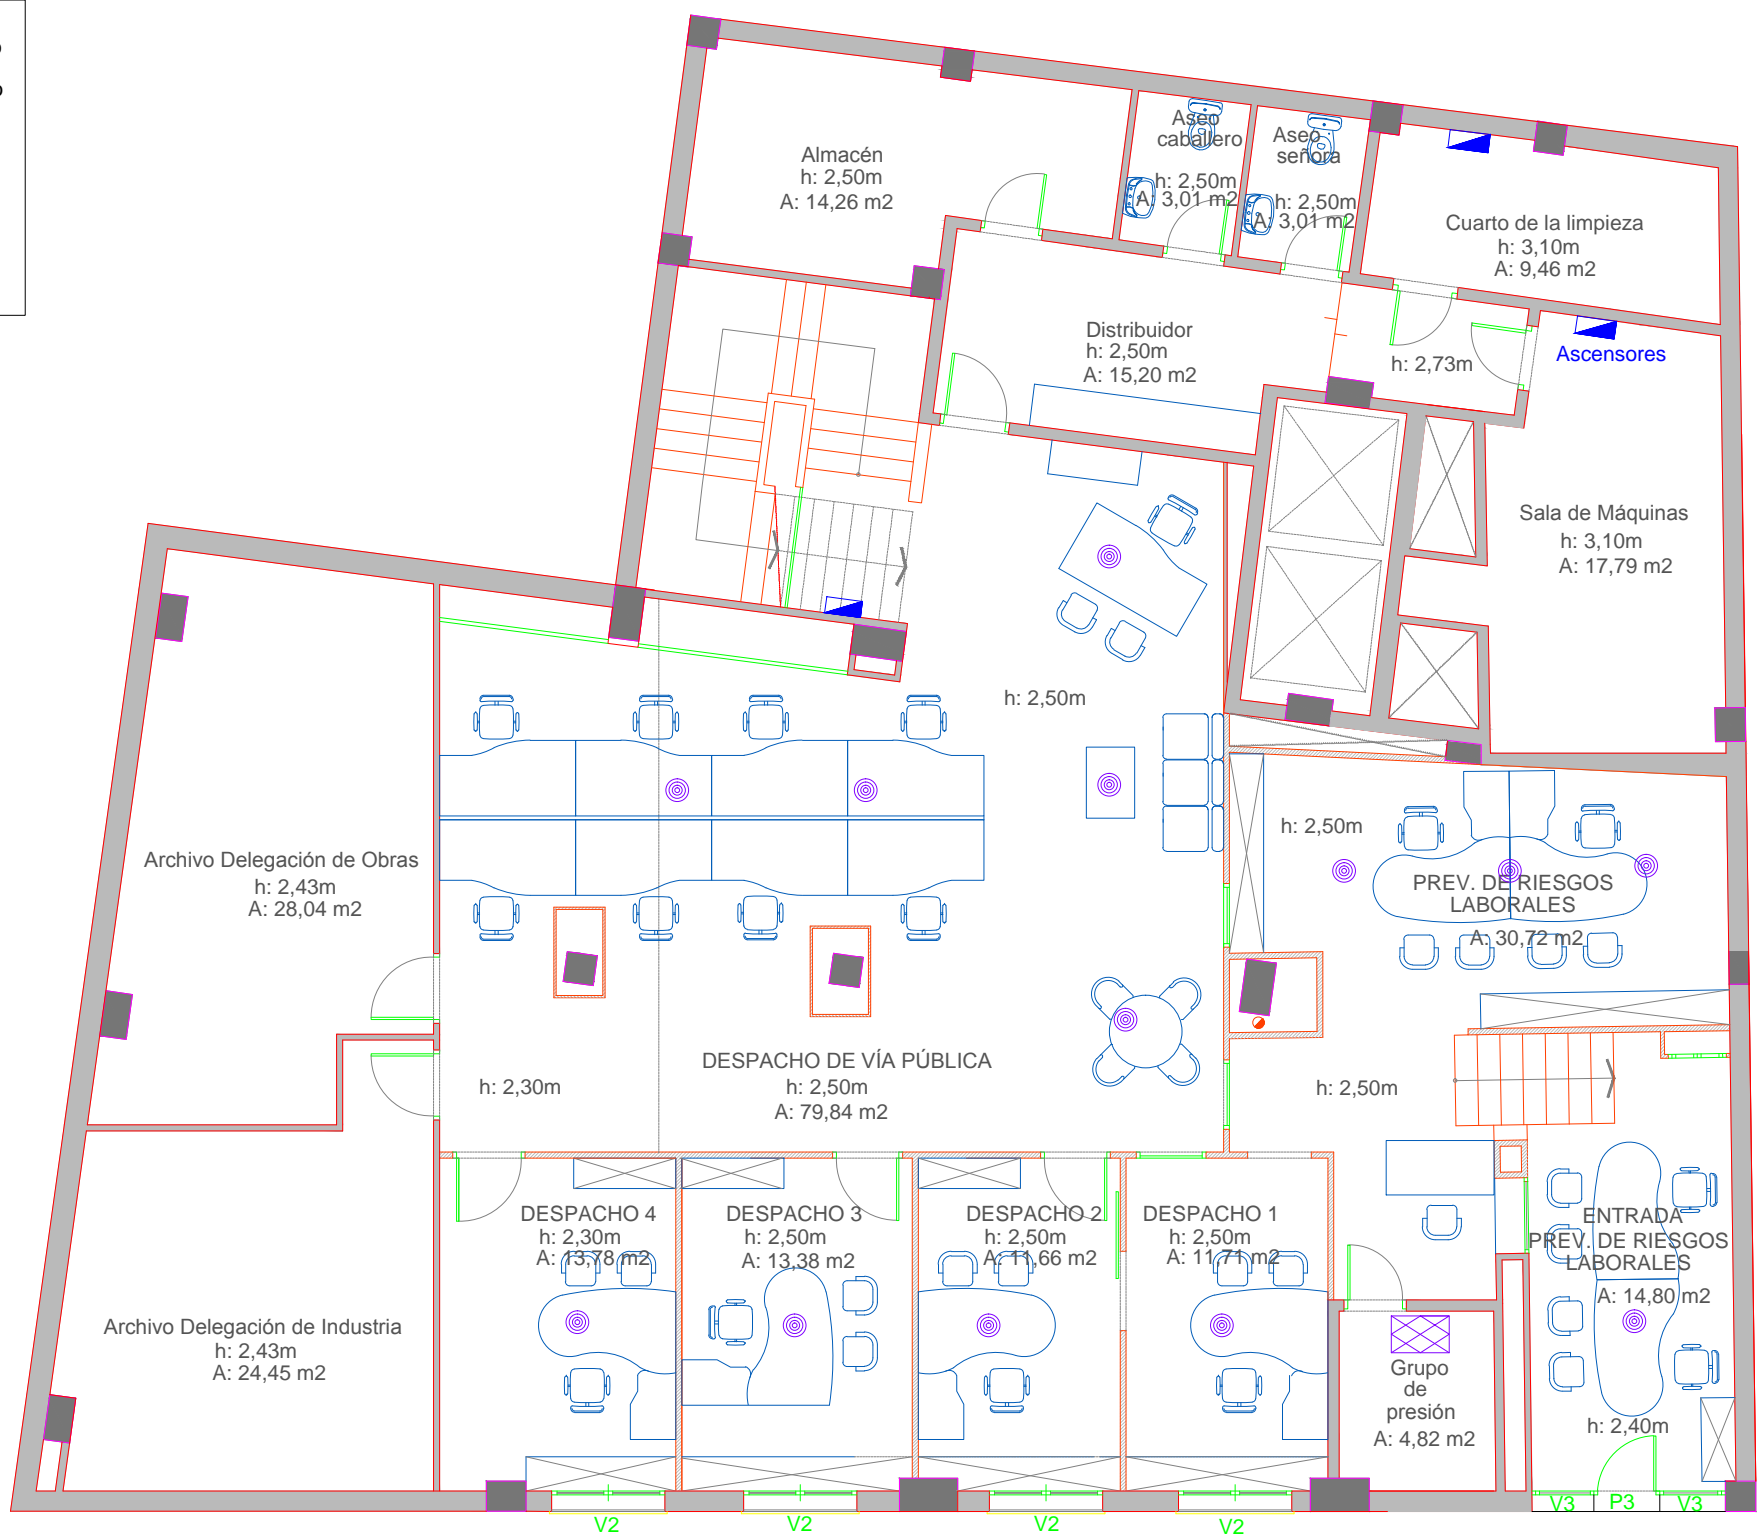 Almacén
h: 2,50m
A: 14,26 m2
Aseo
caballero
h: 2,50m
A: 3,01 m2
Aseo
señora
h: 2,50m
A: 3,01 m2
Cuarto de la limpieza
h: 3,10m
A: 9,46 m2
Distribuidor
h: 2,50m
A: 15,20 m2
h: 2,73m
Ascensores
Sala de Máquinas
h: 3,10m
A: 17,79 m2
h: 2,50m
h: 2,50m
Archivo Delegación de Obras
h: 2,43m
A: 28,04 m2
PREV. DE RIESGOS
LABORALES
A: 30,72 m2
DESPACHO DE VÍA PÚBLICA
h: 2,50m
A: 79,84 m2
h: 2,30m
h: 2,50m
DESPACHO 4
h: 2,30m
A: 13,78 m2
DESPACHO 3
h: 2,50m
A: 13,38 m2
DESPACHO 2
h: 2,50m
A: 11,66 m2
DESPACHO 1
h: 2,50m
A: 11,71 m2
ENTRADA
PREV. DE RIESGOS
LABORALES
A: 14,80 m2
Archivo Delegación de Industria
h: 2,43m
A: 24,45 m2
Grupo
de
presión
A: 4,82 m2
h: 2,40m
V2
V2
V2
V2
V3
P3
V3